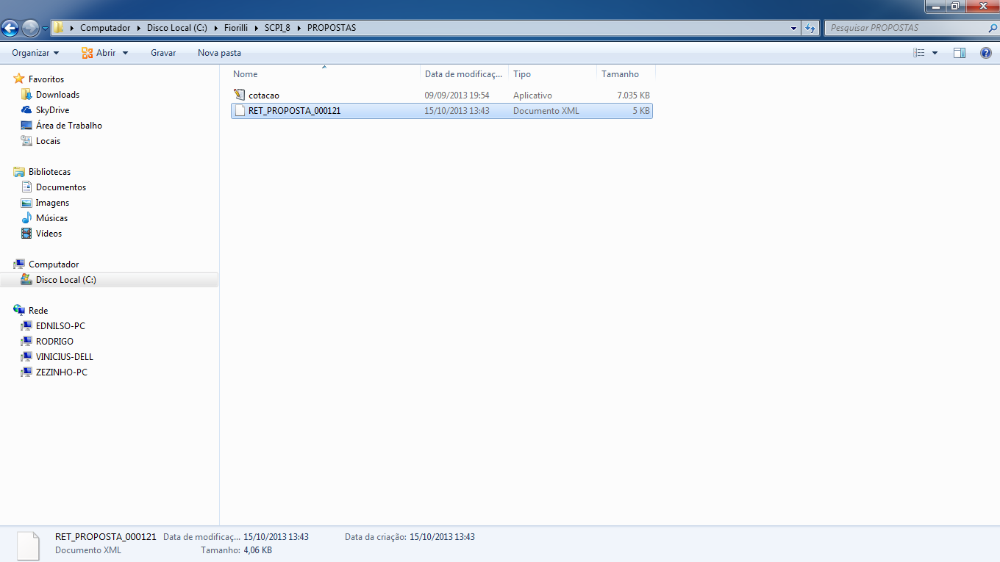 Computador Disco Local (C:) Fiorilli SCPI_8 PROPOSTAS Pesquisar PROPOSTAS
Organizar Abrir Gravar Nova pasta
Favoritos
Downloads
SkyDrive
Área de Trabalho
Locais
Bibliotecas
Documentos
Imagens
Músicas
Vídeos
Computador
Disco Local (C:)
Rede
EDNILSO-PC
RODRIGO
VINICIUS-DELL
ZEZINHO-PC
Nome Data de modificaç... Tipo Tamanho
cotacao 09/09/2013 19:54 Aplicativo 7.035 KB
RET_PROPOSTA_000121 15/10/2013 13:43 Documento XML 5 KB
RET_PROPOSTA_000121 Data de modificaç... 15/10/2013 13:43 Data da criação: 15/10/2013 13:43
Documento XML Tamanho: 4,06 KB